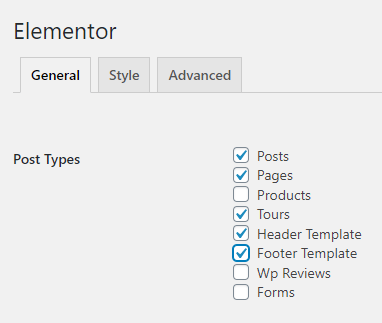 Elementor
General Style Advanced
Post Types
Posts
Pages
Products
Tours
Header Template
Footer Template
Wp Reviews
Forms